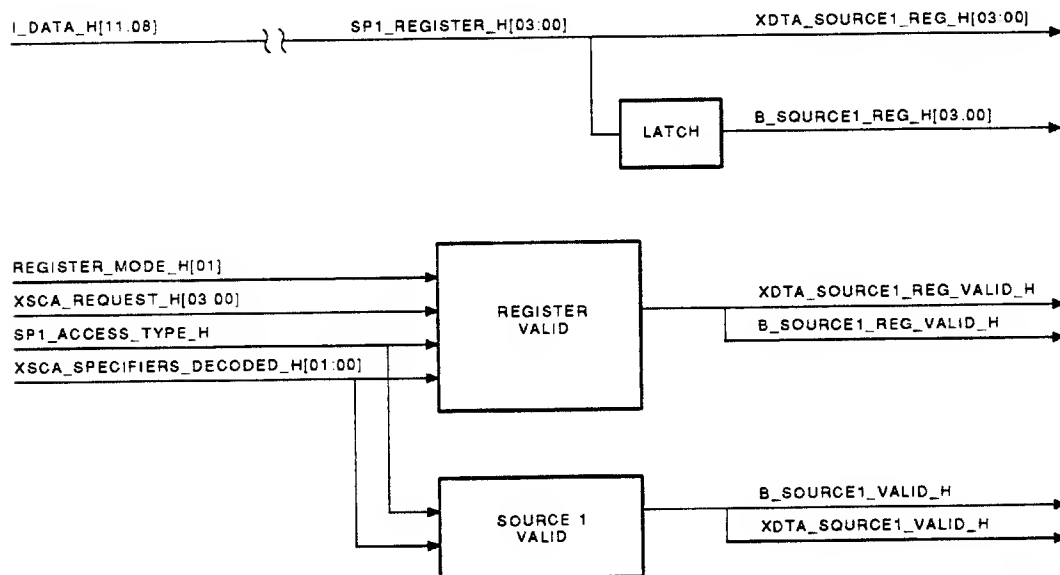 I_DATA_H[11.08]
SP1_REGISTER_H[03:00]
XDTA_SOURCE1_REG_H[03:00]
LATCH
B_SOURCE1_REG_H[03.00]
REGISTER_MODE_H[01]
XSCA_REQUEST_H[03 00]
SP1_ACCESS_TYPE_H
XSCA_SPECIFIERS_DECODED_H[01:00]
REGISTER
VALID
XDTA_SOURCE1_REG_VALID_H
B_SOURCE1_REG_VALID_H
SOURCE 1
VALID
B_SOURCE1_VALID_H
XDTA_SOURCE1_VALID_H